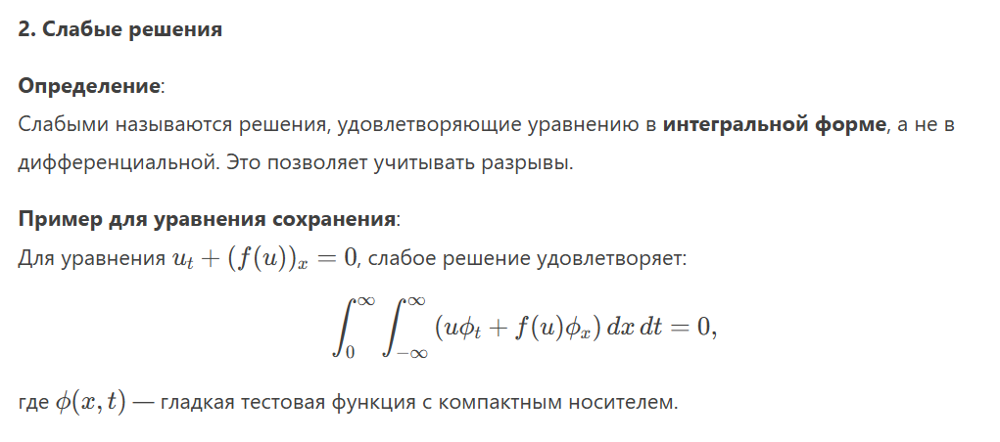 2. Слабые решения
Определение:
Слабыми называются решения, удовлетворяющие уравнению в интегральной форме, а не в
дифференциальной. Это позволяет учитывать разрывы.
Пример для уравнения сохранения:
Для уравнения $u_t + (f(u))_x = 0$, слабое решение удовлетворяет:
$$\int_0^\infty \int_{-\infty}^\infty (u\phi_t + f(u)\phi_x)\, dx\, dt = 0,$$
где $\phi(x, t)$ — гладкая тестовая функция с компактным носителем.